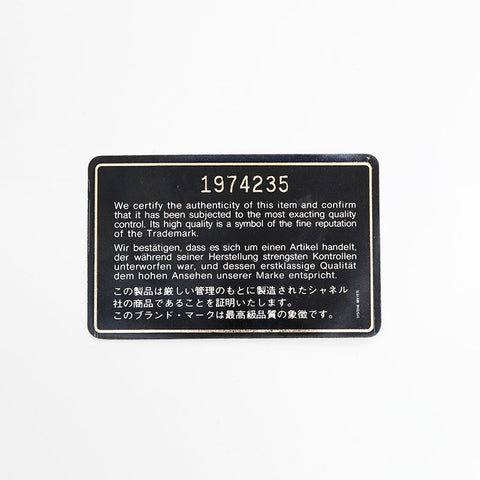 1974235
We certify the authenticity of this item and confirm
that it has been subjected to the most exacting quality
control. Its high quality is a symbol of the fine reputation
of the Trademark.
Wir bestätigen, dass es sich um einen Artikel handelt,
der während seiner Herstellung strengsten Kontrollen
unterworfen war, und dessen erstklassige Qualität
dem hohen Ansehen unserer Marke entspricht.
この製品は厳しい管理のもとに製造されたシャネル
社の商品であることを証明いたします。
このブランド・マークは最高級品質の象徴です。